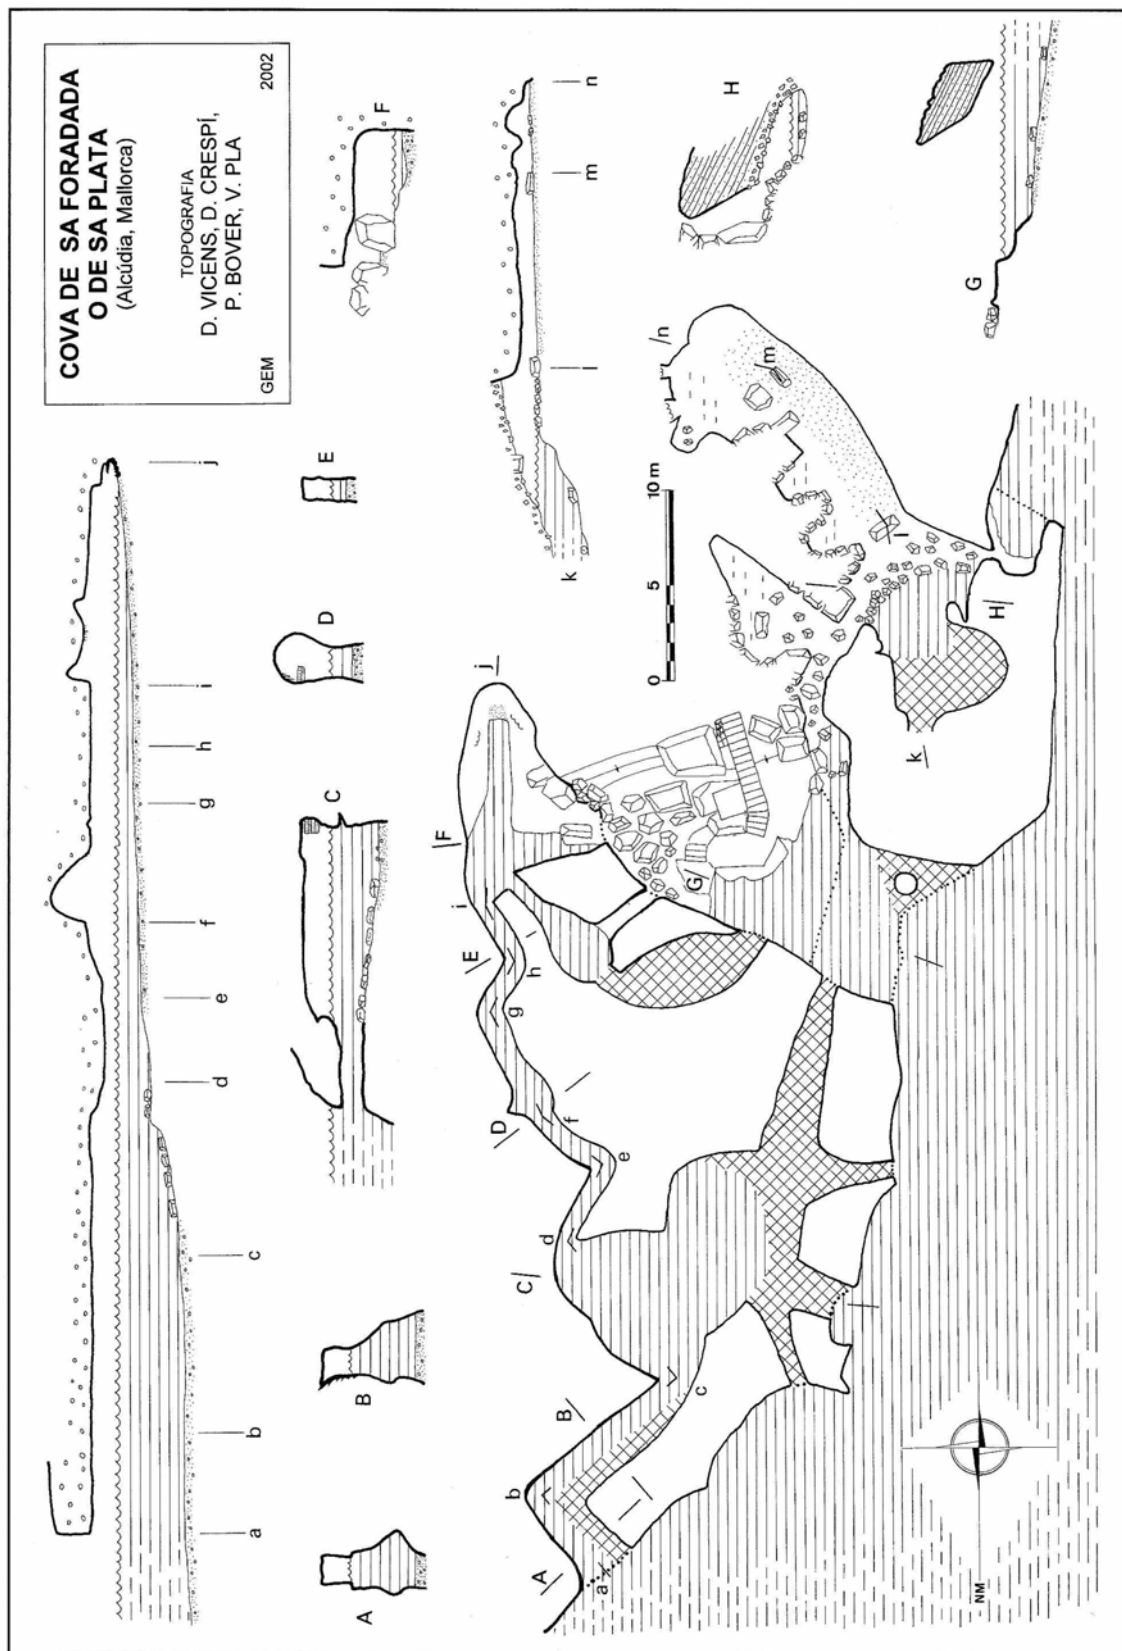 COVA DE SA FORADADA
O DE SA PLATA
(Alcúdia, Mallorca)
TOPOGRAFIA
D. VICENS, D. CRESPÍ,
P. BOVER, V. PLA
GEM 2002
a b c d e f g h i j
A B C D E F
k l m n
H
G
A B C D E F G H
a b c d e f g h i j
k l m n
0 5 10 m
NM